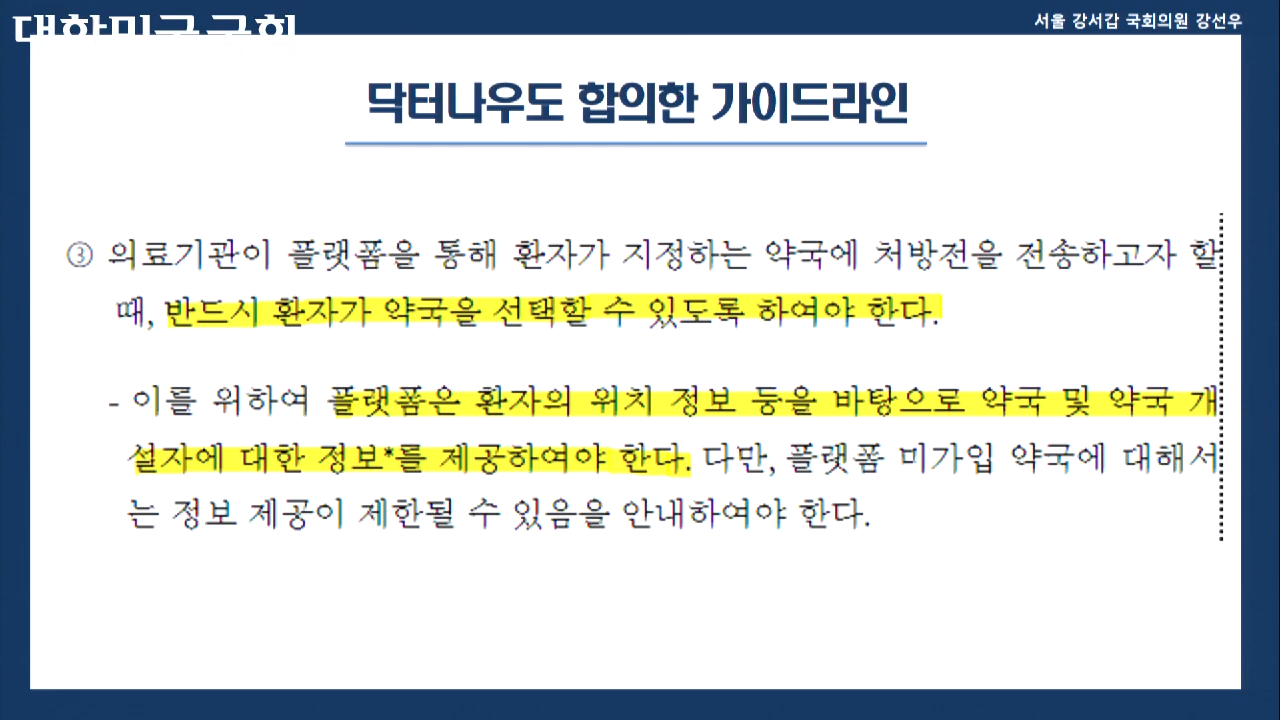 대한민국국회
서울 강서갑 국회의원 강선우
닥터나우도 합의한 가이드라인
③ 의료기관이 플랫폼을 통해 환자가 지정하는 약국에 처방전을 전송하고자 할
때, 반드시 환자가 약국을 선택할 수 있도록 하여야 한다.
- 이를 위하여 플랫폼은 환자의 위치 정보 등을 바탕으로 약국 및 약국 개
설자에 대한 정보*를 제공하여야 한다. 다만, 플랫폼 미가입 약국에 대해서
는 정보 제공이 제한될 수 있음을 안내하여야 한다.